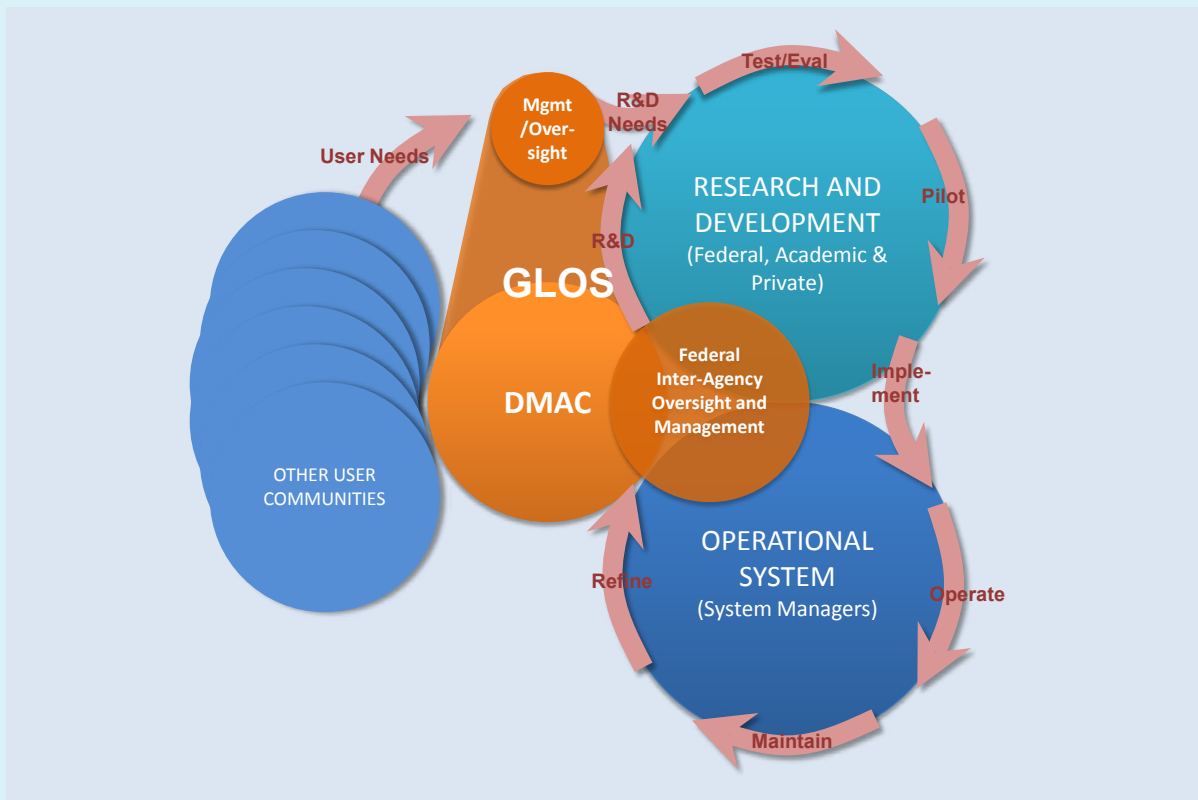 Test/Eval
Mgmt
/Over-
sight
R&D
Needs
User Needs
RESEARCH AND
DEVELOPMENT
(Federal, Academic &
Private)
Pilot
R&D
GLOS
Federal
Inter-Agency
Oversight and
Management
DMAC
Imple-
ment
OTHER USER
COMMUNITIES
OPERATIONAL
SYSTEM
(System Managers)
Refine
Operate
Maintain